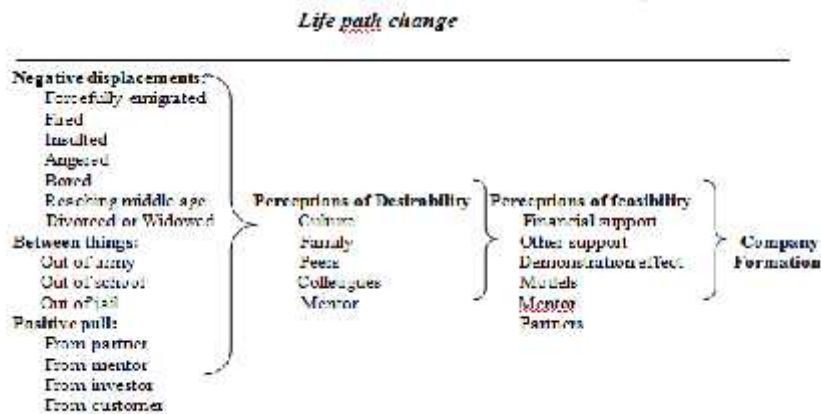 Life path change
Negative displacements:
Forcefully emigrated
Fired
Insulted
Angered
Bored
Reaching middle age
Divorced or Widowed
Between things:
Out of army
Out of school
Out of jail
Positive pull:
From partner
From mentor
From investor
From customer
Perceptions of Desirability
Culture
Family
Peers
Colleagues
Mentor
Perceptions of feasibility
Financial support
Other support
Demonstration effect
Models
Mentor
Partners
Company
Formation